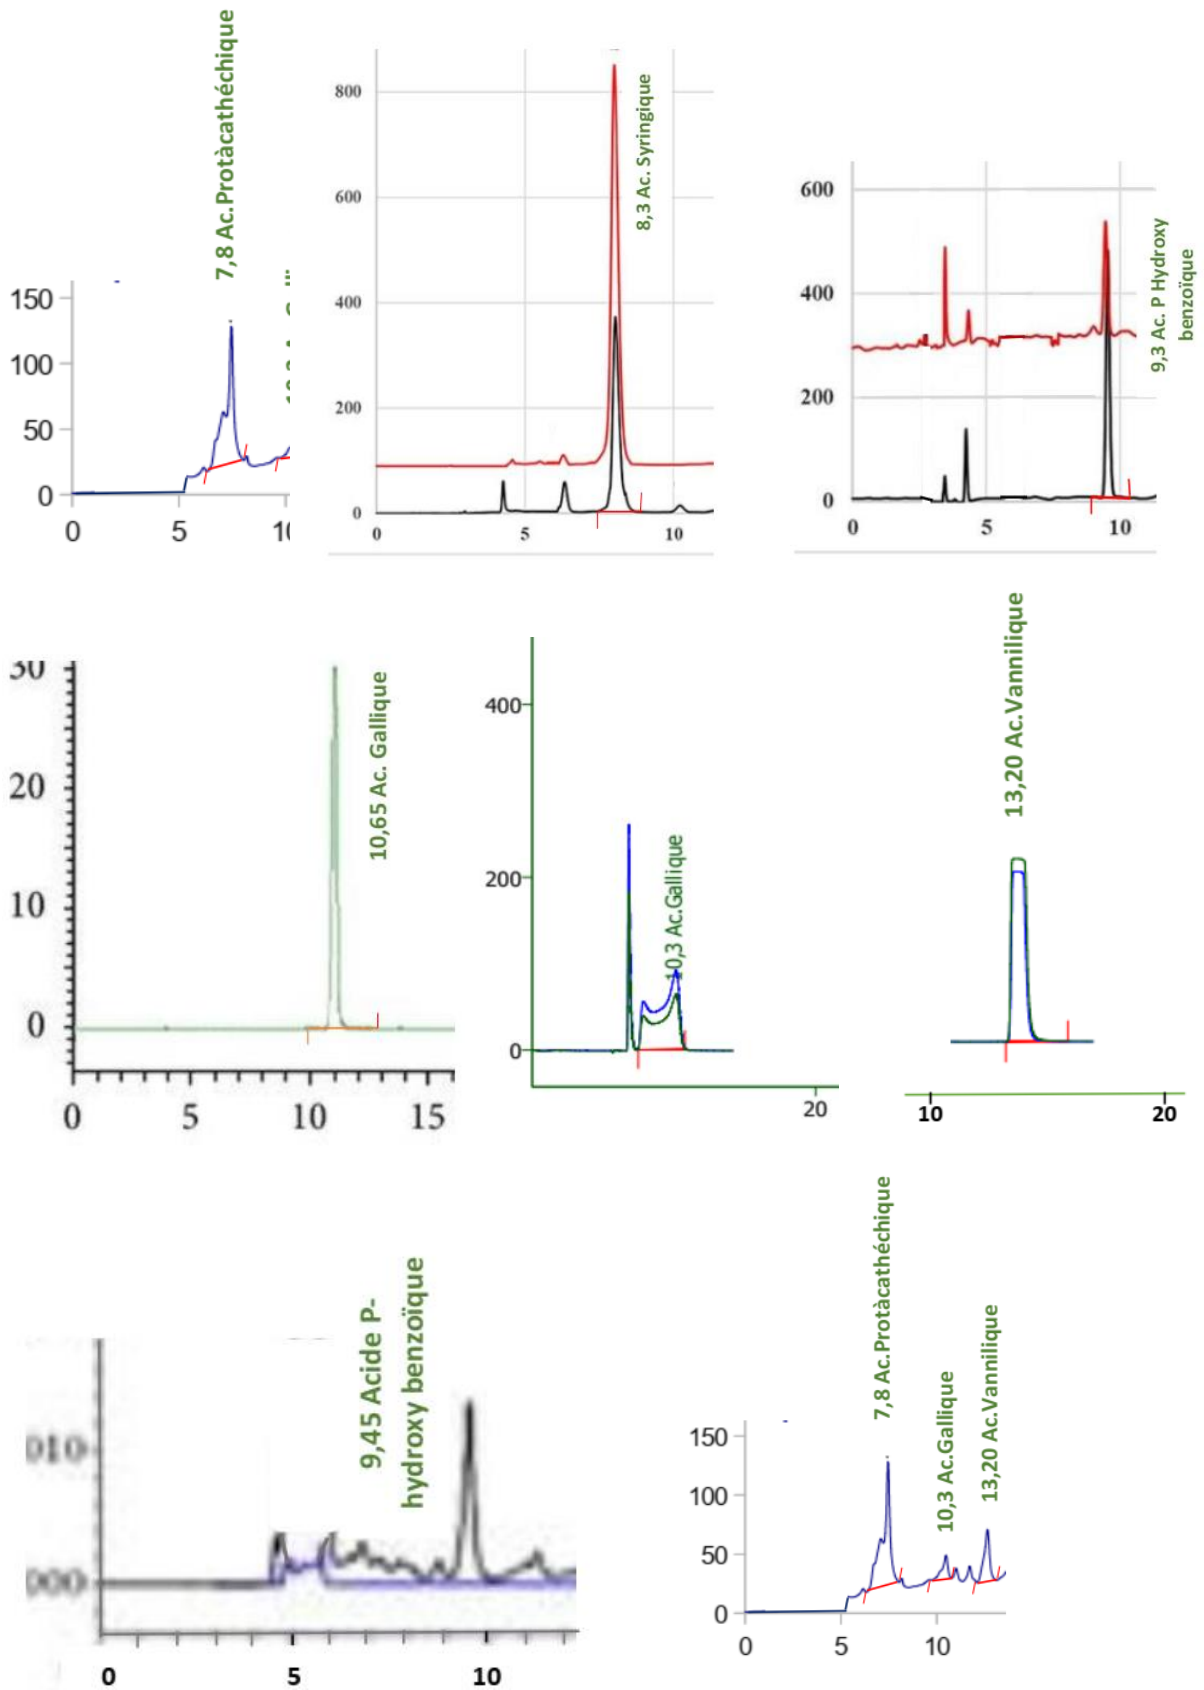 7,8 Ac.Protàcathéchique
150
100
50
0
0 5
800
600
400
200
0
0 5 10
8,3 Ac. Syringique
600
400
200
0
0 5 10
9,3 Ac. P Hydroxy
benzoïque
30
20
10
0
0 5 10 15
10,65 Ac. Gallique
400
200
0
20
10,3 Ac.Gallique
13,20 Ac.Vannilique
10 20
9,45 Acide P-
hydroxy benzoïque
010
000
0 5 10
7,8 Ac.Protàcathéchique
10,3 Ac.Gallique
13,20 Ac.Vannilique
150
100
50
0
0 5 10